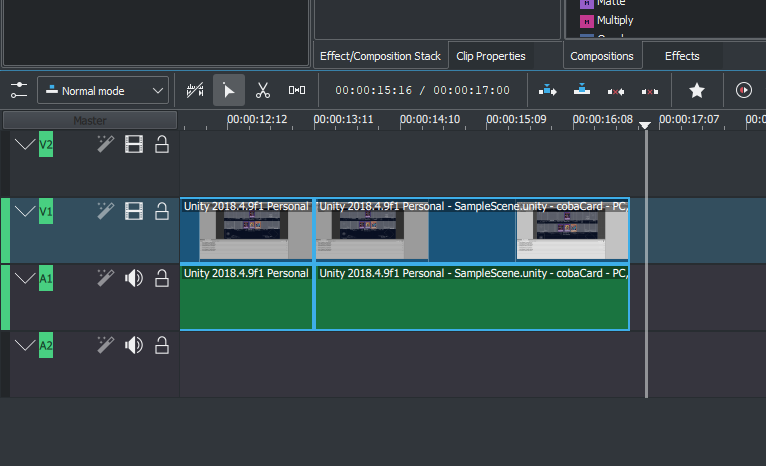 Matte
M Multiply
Effect/Composition Stack Clip Properties Compositions Effects
Normal mode 00:00:15:16 / 00:00:17:00
Master 00:00:12:12 00:00:13:11 00:00:14:10 00:00:15:09 00:00:16:08 00:00:17:07 00:00
V2
V1 Unity 2018.4.9f1 Personal Unity 2018.4.9f1 Personal - SampleScene.unity - cobaCard - PC,
A1 Unity 2018.4.9f1 Personal Unity 2018.4.9f1 Personal - SampleScene.unity - cobaCard - PC,
A2